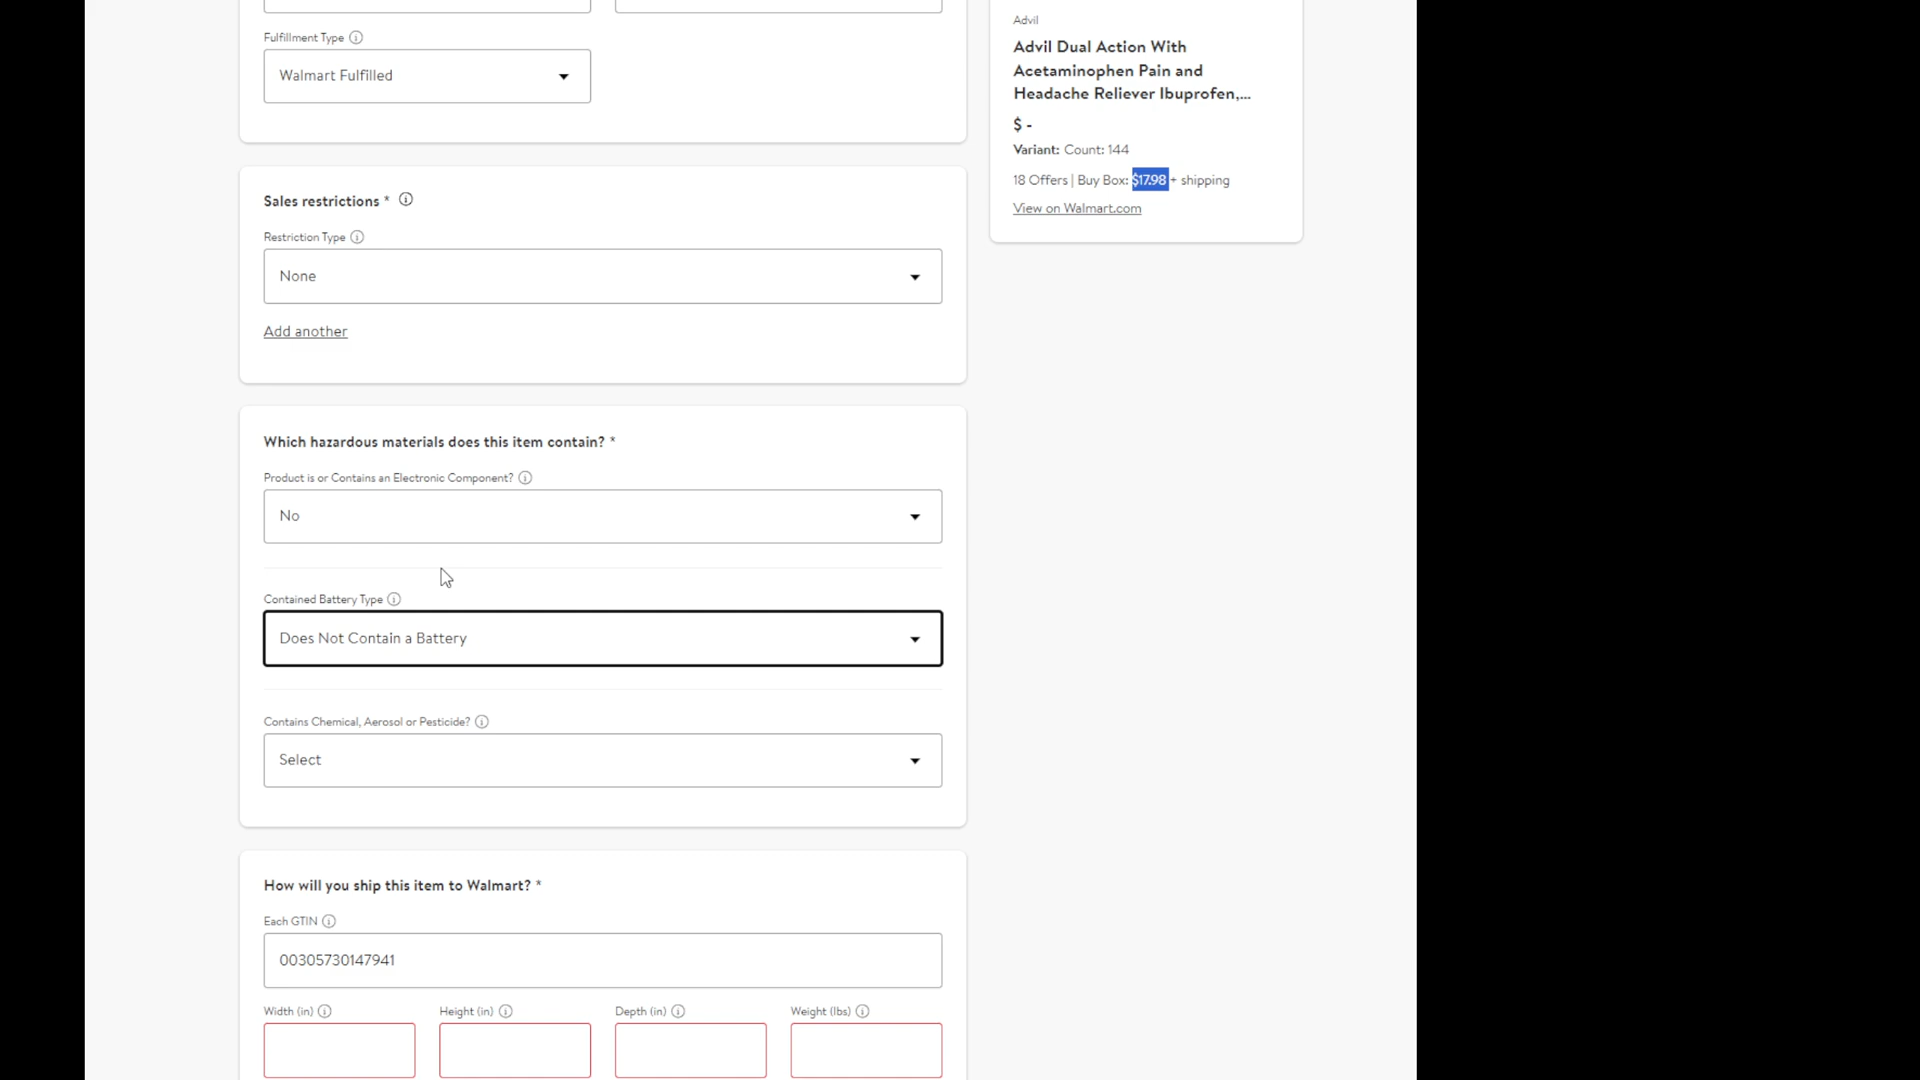 Fulfillment Type
Walmart Fulfilled
Sales restrictions *
Restriction Type
None
Add another
Which hazardous materials does this item contain? *
Product is or Contains an Electronic Component?
No
Contained Battery Type
Does Not Contain a Battery
Contains Chemical, Aerosol or Pesticide?
Select
How will you ship this item to Walmart? *
Each GTIN
00305730147941
Width (in) Height (in) Depth (in) Weight (lbs)
Advil
Advil Dual Action With
Acetaminophen Pain and
Headache Reliever Ibuprofen,...
$ -
Variant: Count: 144
18 Offers | Buy Box: $17.98 + shipping
View on Walmart.com